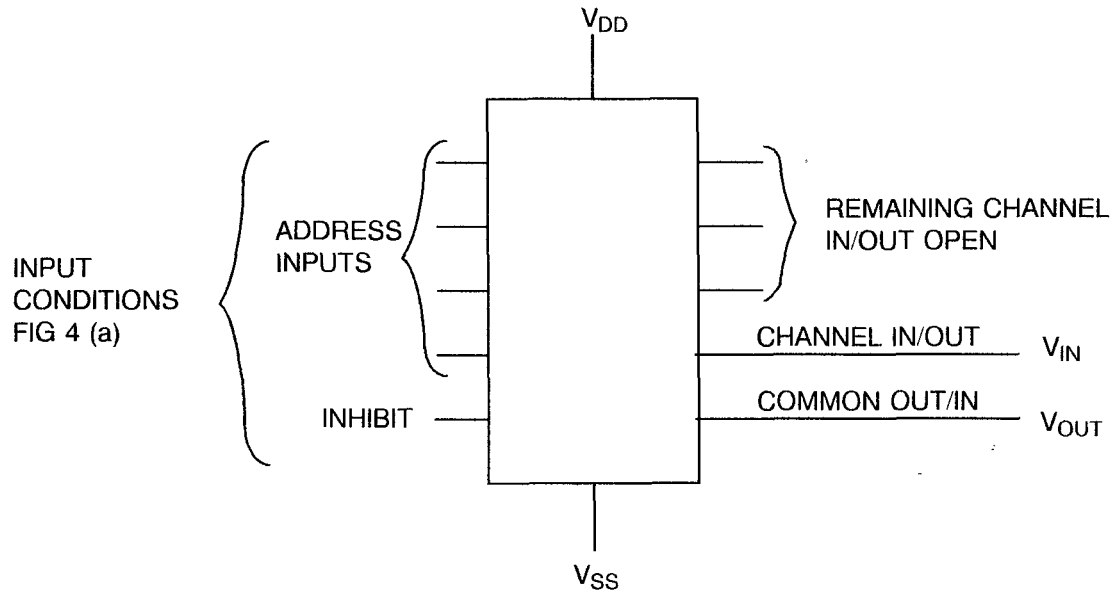 VDD
INPUT
CONDITIONS
FIG 4 (a)
ADDRESS
INPUTS
INHIBIT
REMAINING CHANNEL
IN/OUT OPEN
CHANNEL IN/OUT
VIN
COMMON OUT/IN
VOUT
VSS